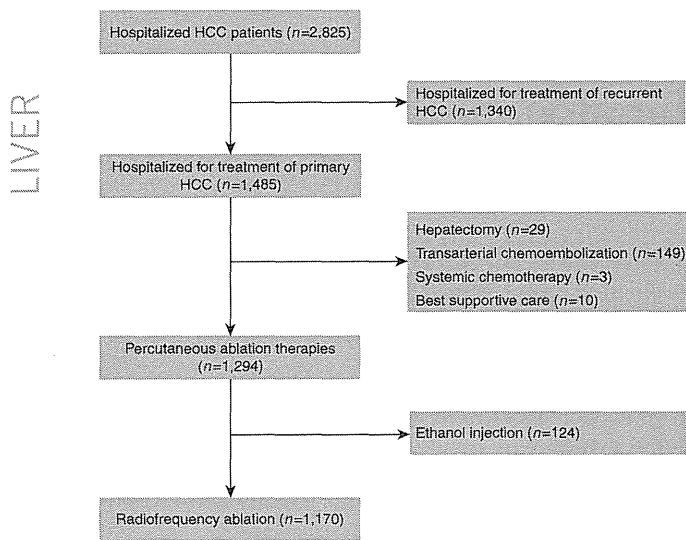 LIVER
Hospitalized HCC patients (n=2,825)
Hospitalized for treatment of recurrent
HCC (n=1,340)
Hospitalized for treatment of primary
HCC (n=1,485)
Hepatectomy (n=29)
Transarterial chemoembolization (n=149)
Systemic chemotherapy (n=3)
Best supportive care (n=10)
Percutaneous ablation therapies
(n=1,294)
Ethanol injection (n=124)
Radiofrequency ablation (n=1,170)